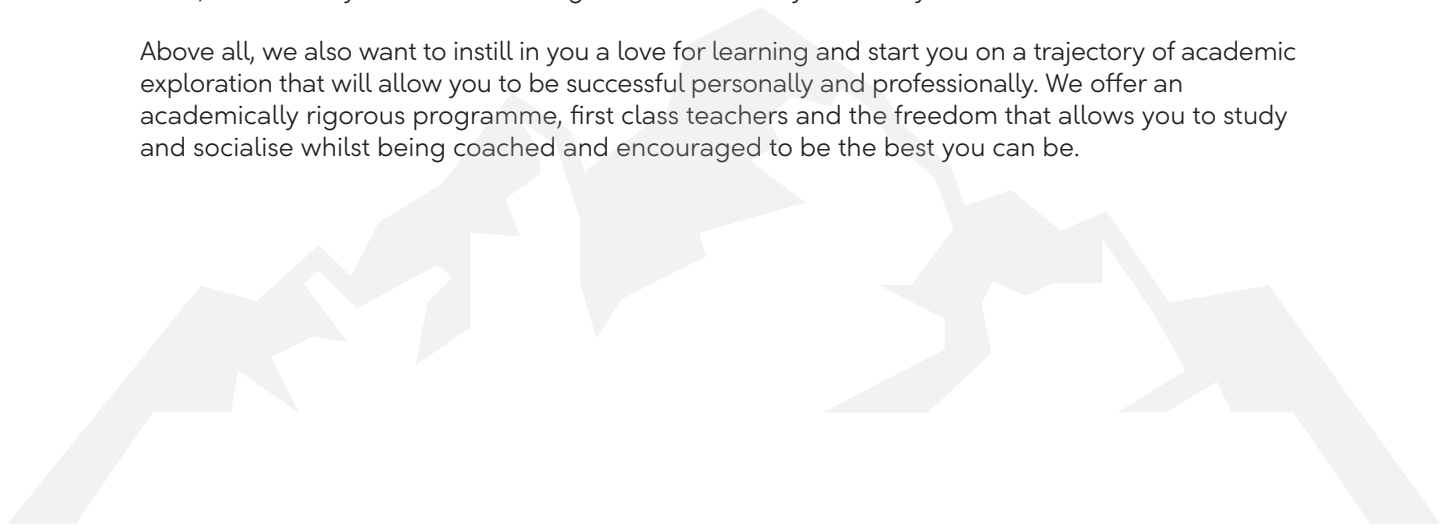 Above all, we also want to instill in you a love for learning and start you on a trajectory of academic
exploration that will allow you to be successful personally and professionally. We offer an
academically rigorous programme, first class teachers and the freedom that allows you to study
and socialise whilst being coached and encouraged to be the best you can be.